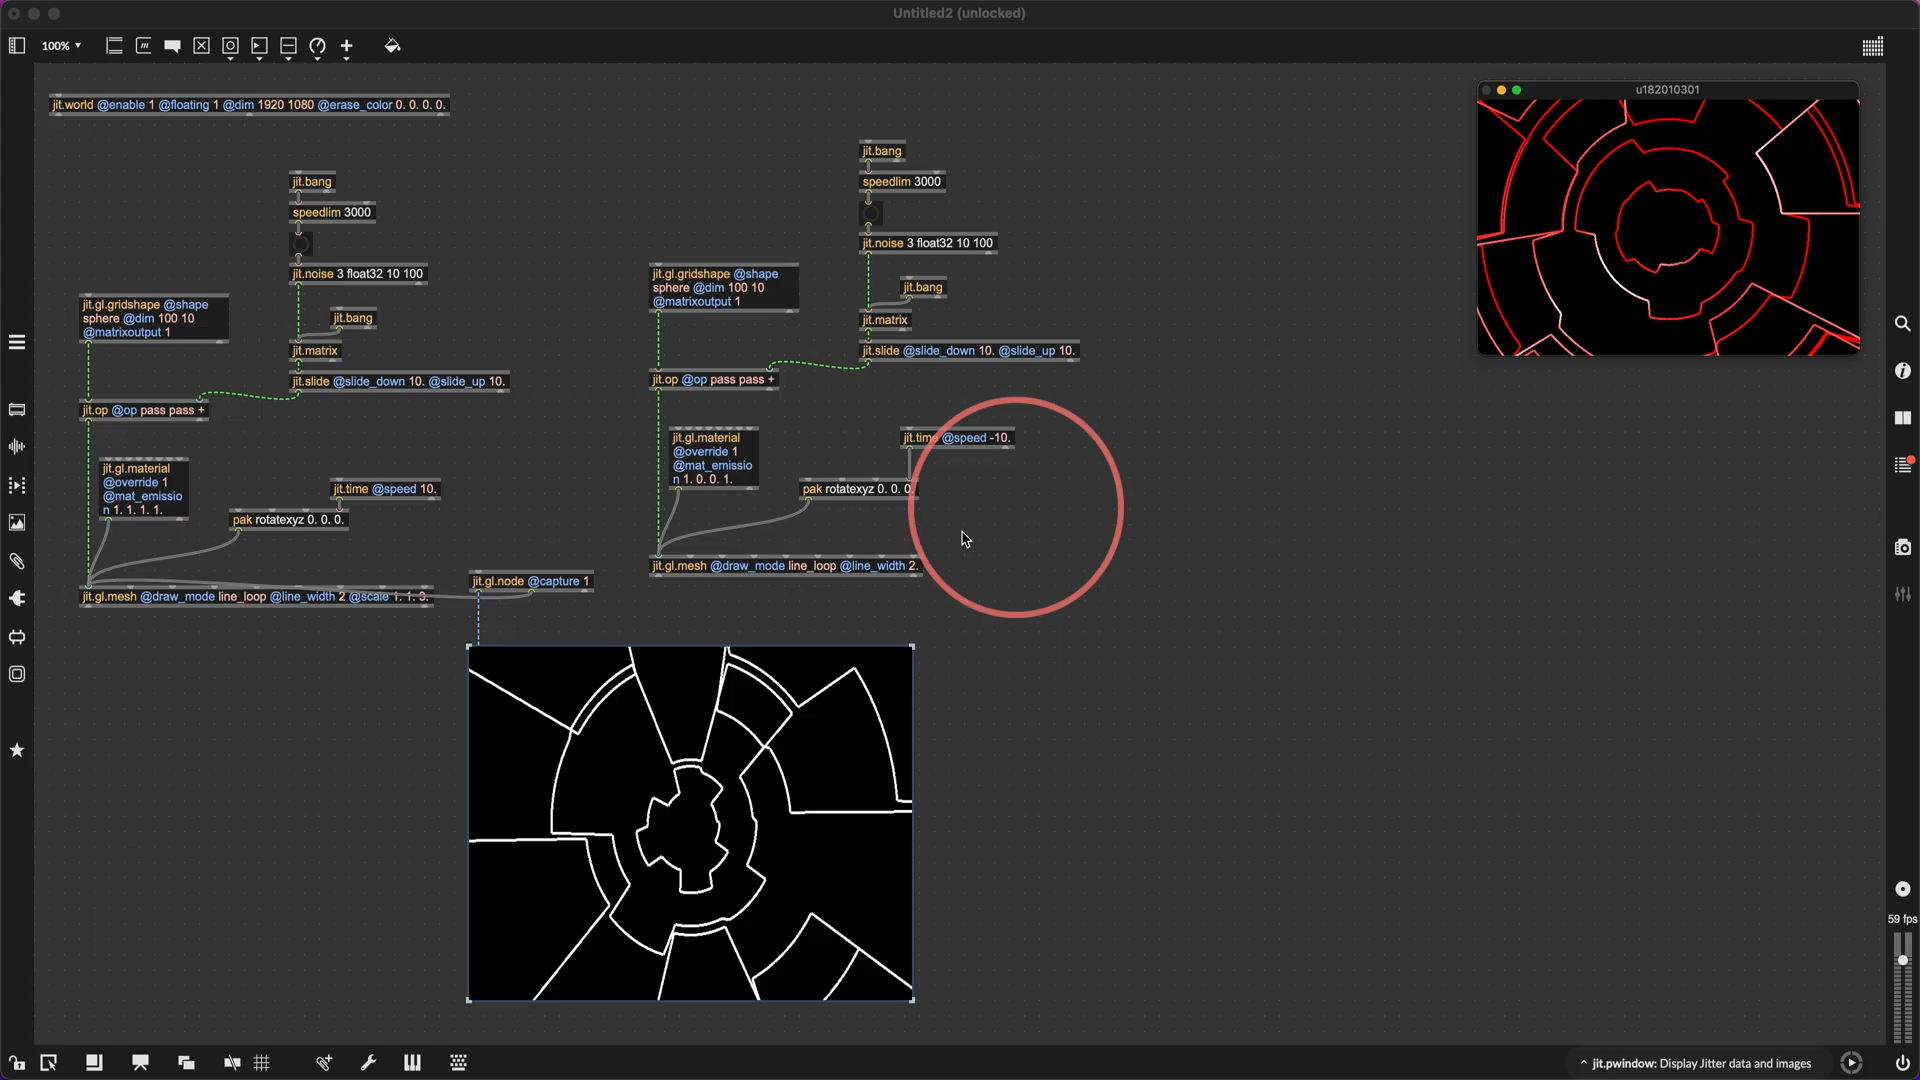 Untitled2 (unlocked)
100%
jit.world @enable 1 @floating 1 @dim 1920 1080 @erase_color 0. 0. 0. 0.
u182010301
jit.bang
speedlim 3000
jit.noise 3 float32 10 100
jit.gl.gridshape @shape
sphere @dim 100 10
@matrixoutput 1
jit.bang
jit.matrix
jit.slide @slide_down 10. @slide_up 10.
jit.op @op pass pass +
jit.gl.material
@override 1
@mat_emissio
n 1. 1. 1. 1.
jit.time @speed 10.
pak rotatexyz 0. 0. 0.
jit.gl.mesh @draw_mode line_loop @line_width 2 @scale 1. 1. 3.
jit.gl.node @capture 1
jit.bang
speedlim 3000
jit.noise 3 float32 10 100
jit.gl.gridshape @shape
sphere @dim 100 10
@matrixoutput 1
jit.bang
jit.matrix
jit.slide @slide_down 10. @slide_up 10.
jit.op @op pass pass +
jit.gl.material
@override 1
@mat_emissio
n 1. 0. 0. 1.
jit.time @speed -10.
pak rotatexyz 0. 0. 0.
jit.gl.mesh @draw_mode line_loop @line_width 2.
59 fps
jit.pwindow: Display Jitter data and images